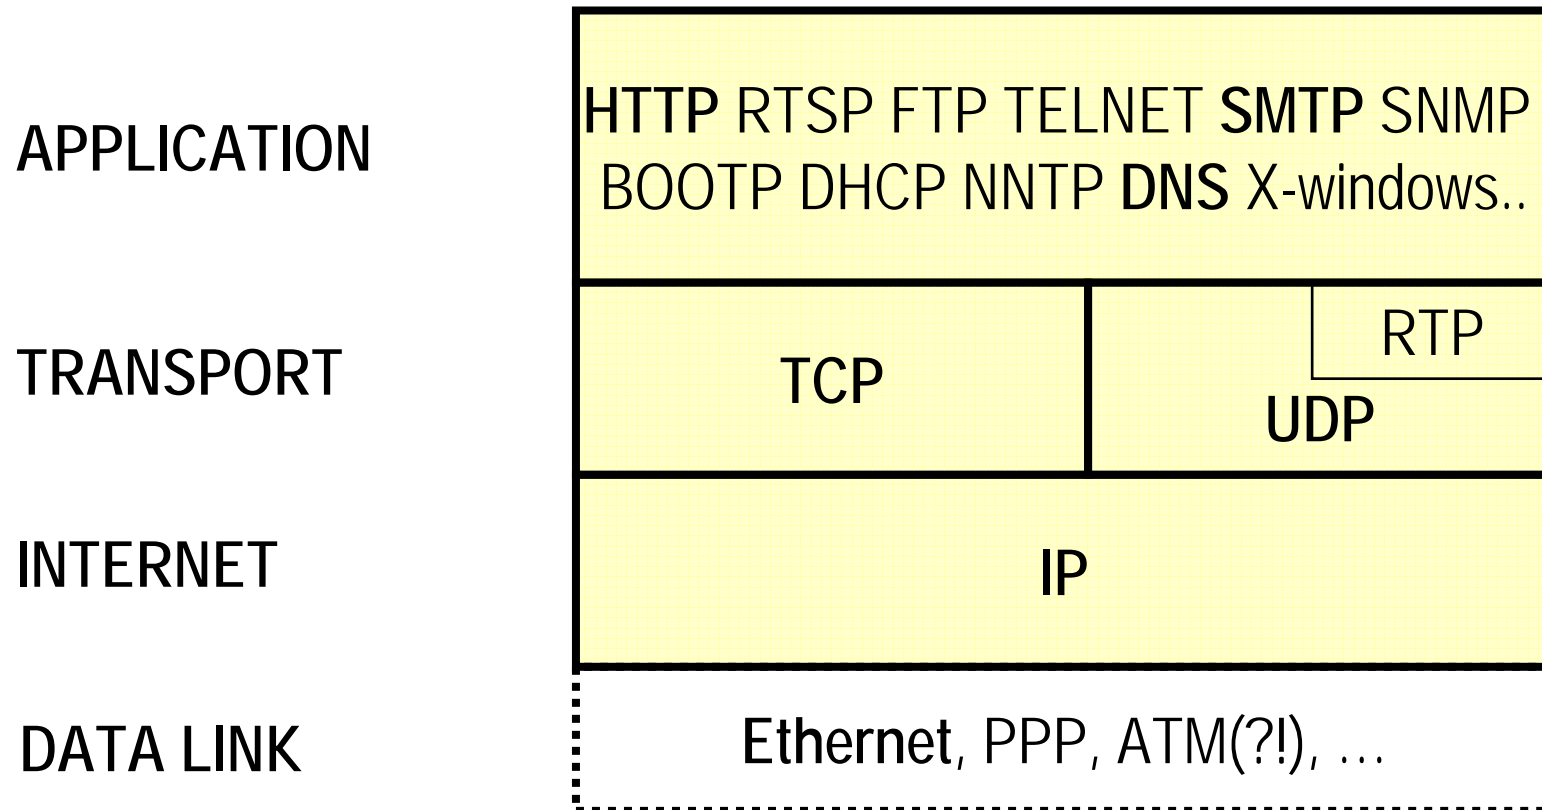 APPLICATION
HTTP RTSP FTP TELNET SMTP SNMP
BOOTP DHCP NNTP DNS X-windows..
TRANSPORT
TCP
RTP
UDP
INTERNET
IP
DATA LINK
Ethernet, PPP, ATM(?!), …